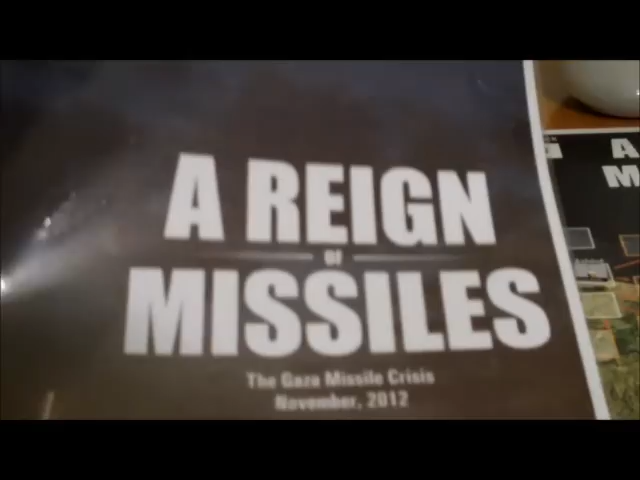 A REIGN
OF
MISSILES
The Gaza Missile Crisis
November, 2012
A
M